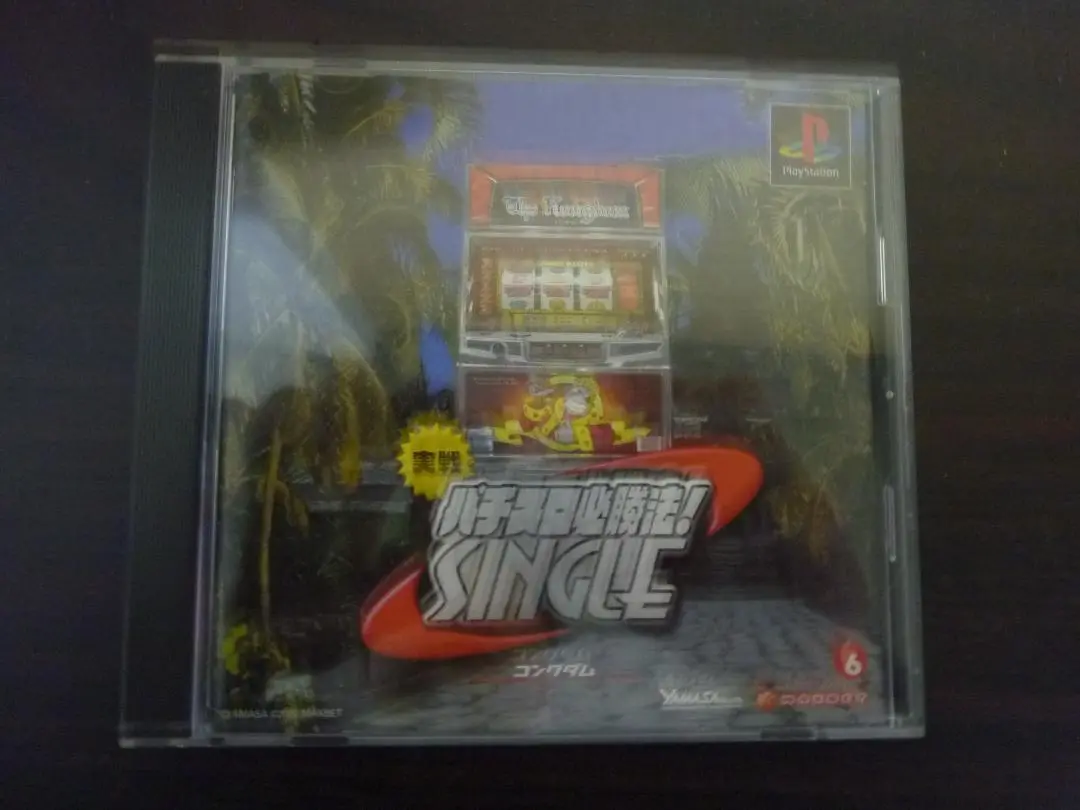 PlayStation
The Kongdom
実戦
パチスロ必勝法!
SINGLE
コングダム
6
YAMASA